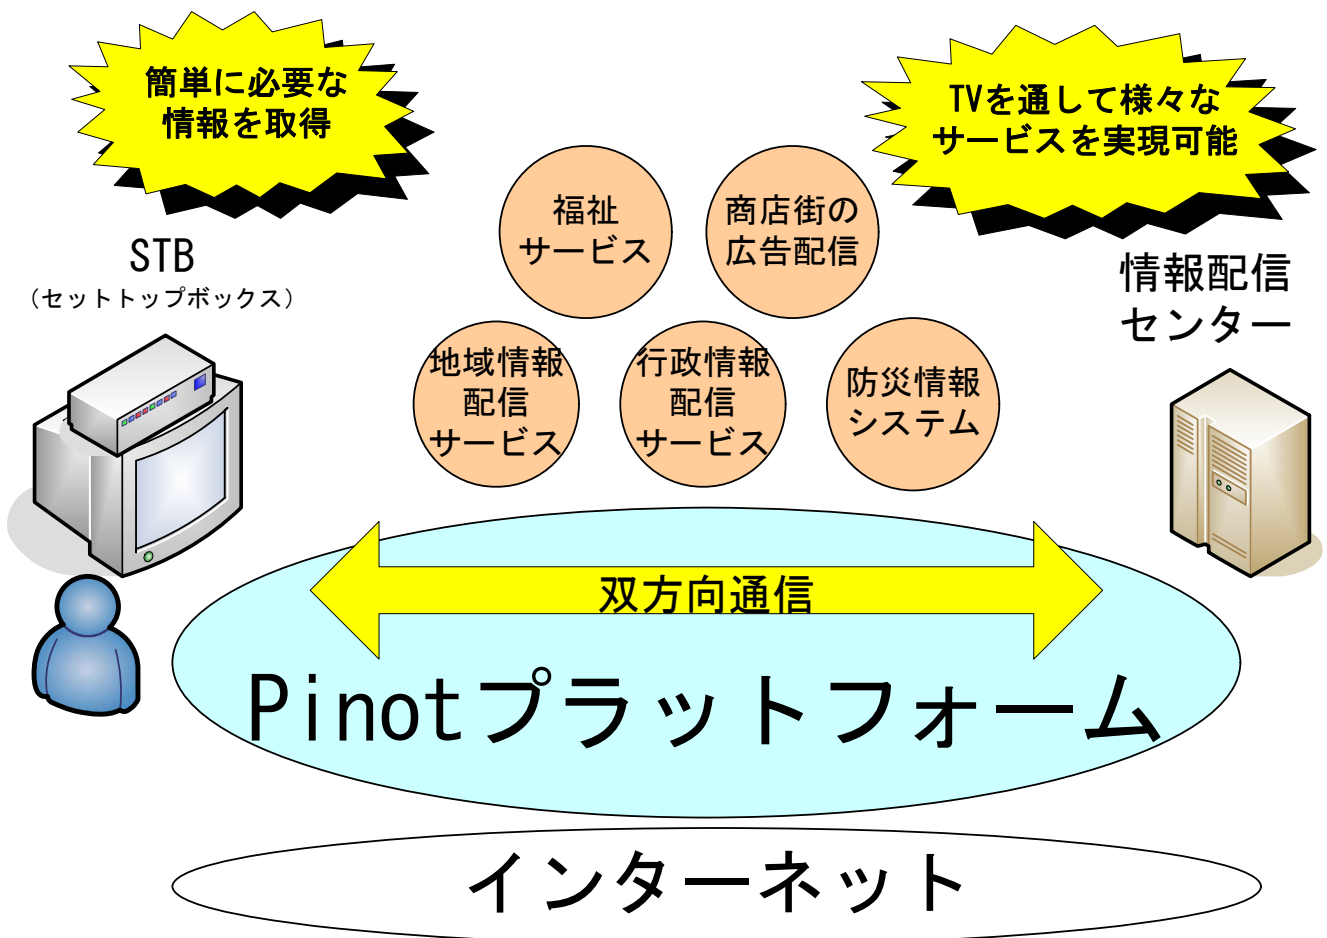 簡単に必要な
情報を取得
TVを通して様々な
サービスを実現可能
福祉
サービス
商店街の
広告配信
STB
（セットトップボックス）
情報配信
センター
地域情報
配信
サービス
行政情報
配信
サービス
防災情報
システム
双方向通信
Pinotプラットフォーム
インターネット